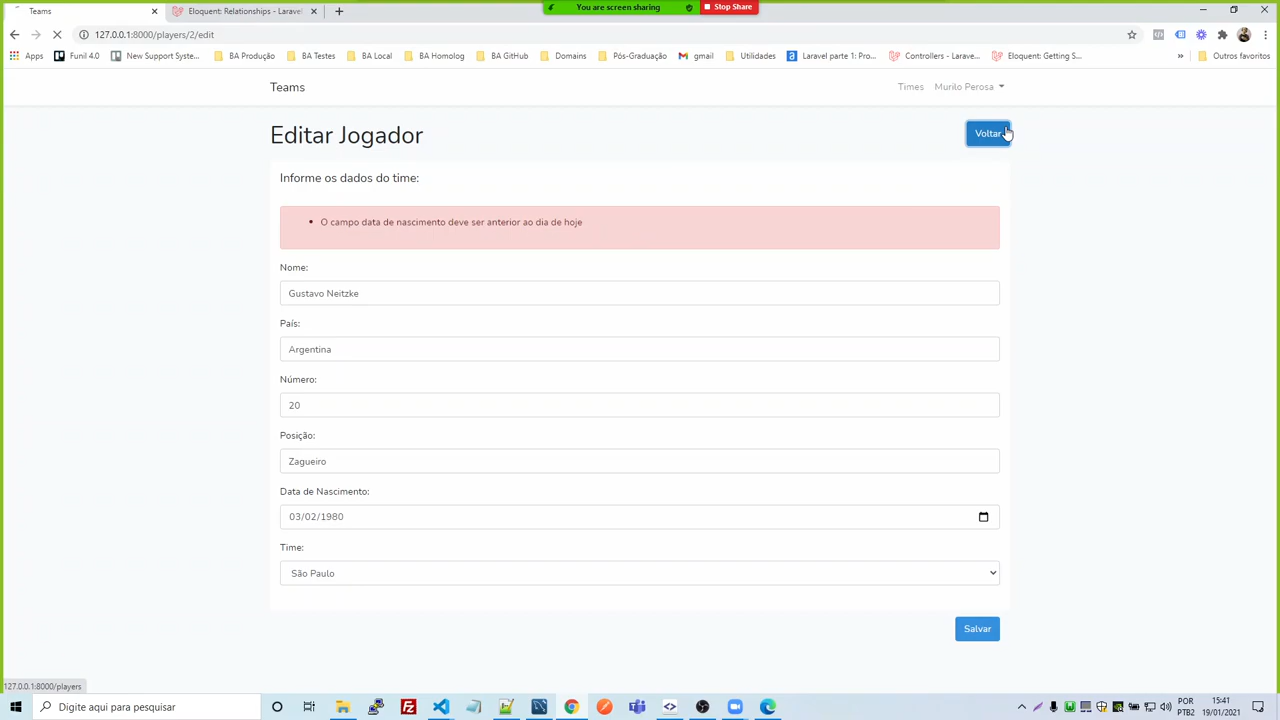 You are screen sharing
Stop Share
Teams
Eloquent: Relationships - Laravel
127.0.0.1:8000/players/2/edit
Apps
Funil 4.0
New Support Syste...
BA Produção
BA Testes
BA Local
BA Homolog
BA GitHub
Domains
Pós-Graduação
gmail
Utilidades
Laravel parte 1: Pro...
Controllers - Larave...
Eloquent: Getting S...
»
Outros favoritos
Teams
Times
Murilo Perosa
Editar Jogador
Voltar
Informe os dados do time:
• O campo data de nascimento deve ser anterior ao dia de hoje
Nome:
Gustavo Neitzke
País:
Argentina
Número:
20
Posição:
Zagueiro
Data de Nascimento:
03/02/1980
Time:
São Paulo
Salvar
127.0.0.1:8000/players
Digite aqui para pesquisar
POR
PTB2
15:41
19/01/2021